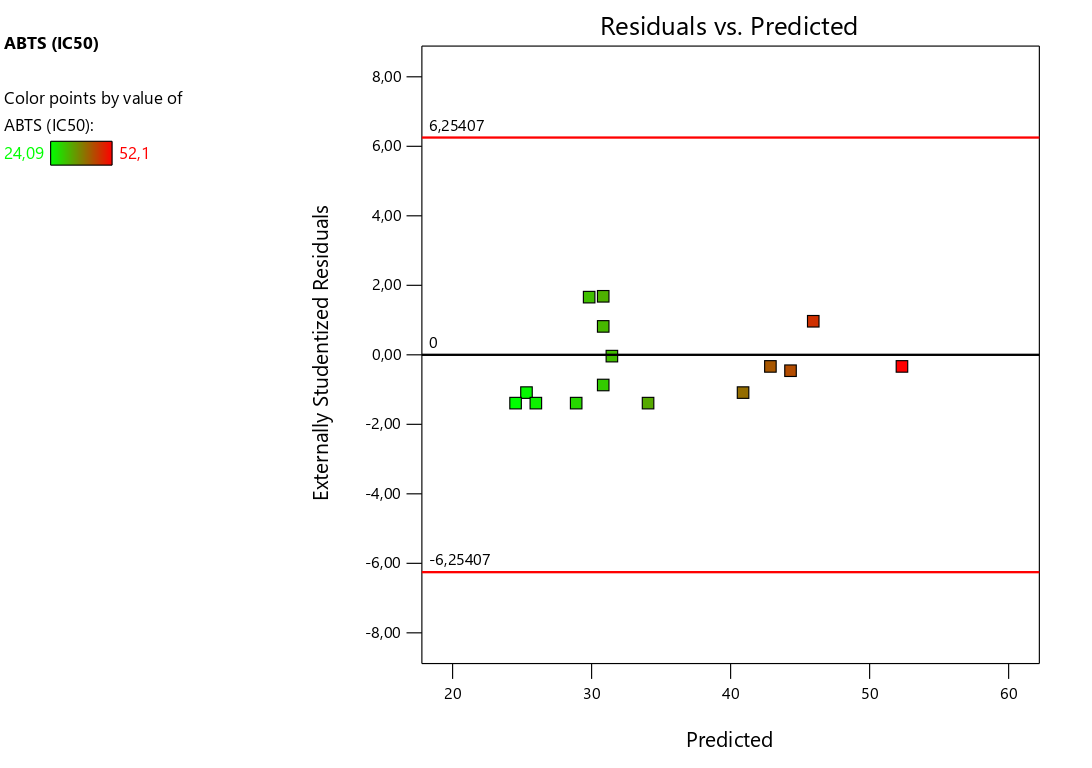 ABTS (IC50)
Color points by value of
ABTS (IC50):
24,09 52,1
Residuals vs. Predicted
Externally Studentized Residuals
8,00
6,00
4,00
2,00
0,00
-2,00
-4,00
-6,00
-8,00
6,25407
0
-6,25407
20 30 40 50 60
Predicted